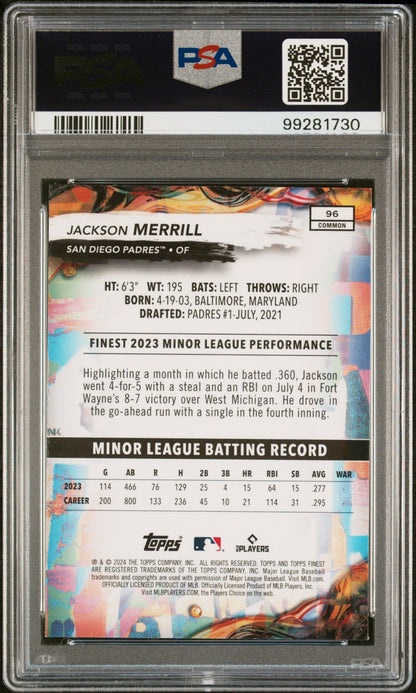 PSA
PSA
99281730
96
COMMON
JACKSON MERRILL
SAN DIEGO PADRES™ • OF
HT: 6'3" WT: 195 BATS: LEFT THROWS: RIGHT
BORN: 4-19-03, BALTIMORE, MARYLAND
DRAFTED: PADRES #1-JULY, 2021
FINEST 2023 MINOR LEAGUE PERFORMANCE
Highlighting a month in which he batted .360, Jackson
went 4-for-5 with a steal and an RBI on July 4 in Fort
Wayne's 8-7 victory over West Michigan. He drove in
the go-ahead run with a single in the fourth inning.
MINOR LEAGUE BATTING RECORD
G AB R H 2B 3B HR RBI SB AVG WAR
2023 114 466 76 129 25 4 15 64 15 .277
CAREER 200 800 133 236 45 10 21 114 31 .295
Topps PLAYERS
® & © 2024 THE TOPPS COMPANY, INC. ALL RIGHTS RESERVED. TOPPS AND TOPPS FINEST
ARE REGISTERED TRADEMARKS OF THE TOPPS COMPANY, INC. Major League Baseball
trademarks and copyrights are used with permission of Major League Baseball. Visit MLB.com.
OFFICIALLY LICENSED PRODUCT OF MLB Players, Inc.
Visit MLBPLAYERS.com, the Players Choice on the web.
PSA